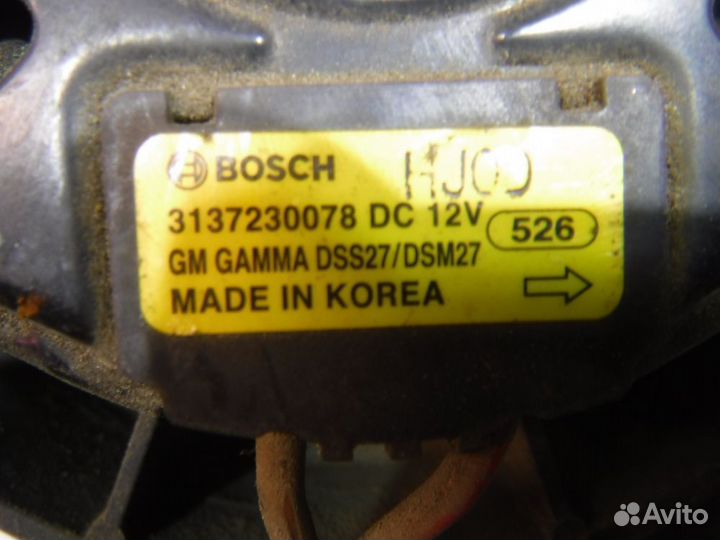 BOSCH HJ00
3137230078 DC 12V
526
GM GAMMA DSS27/DSM27
MADE IN KOREA
Avito